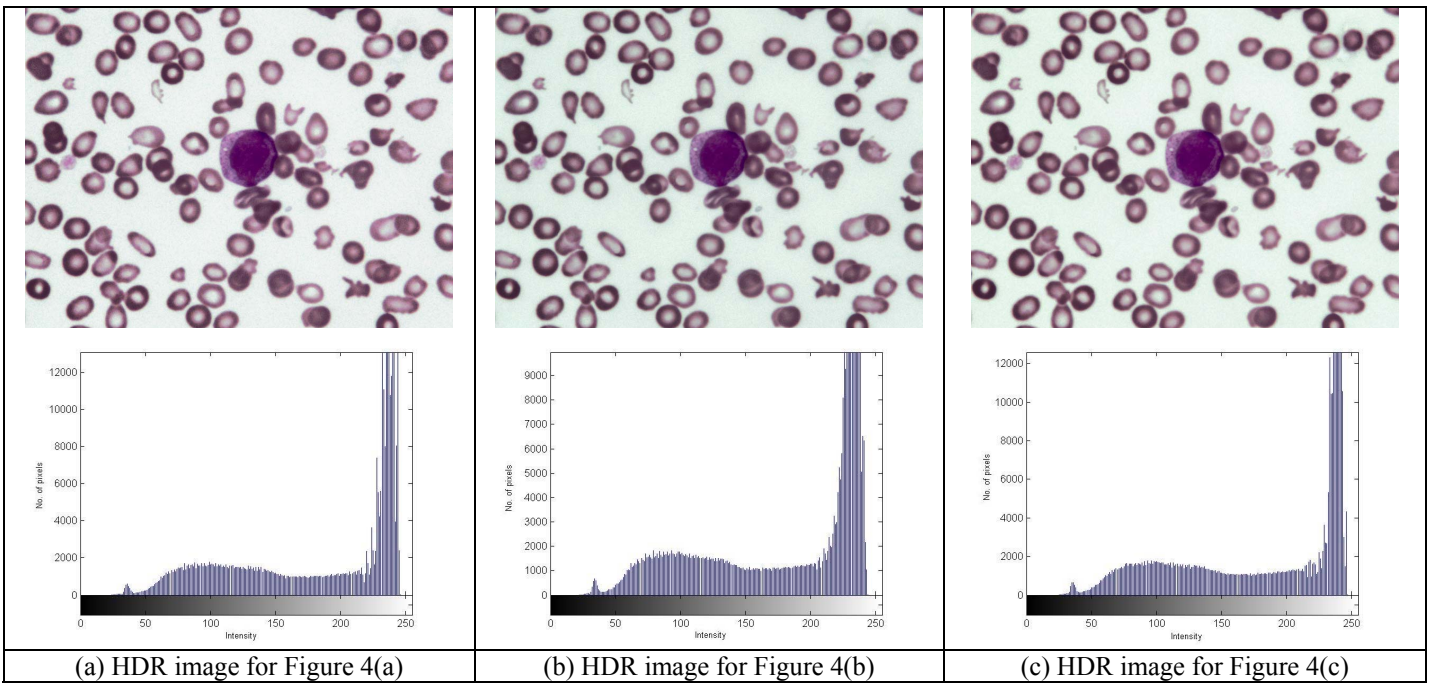 12000
10000
8000
6000
4000
2000
0
No. of pixels
0 50 100 150 200 250
Intensity
9000
8000
7000
6000
5000
4000
3000
2000
1000
0
No. of pixels
0 50 100 150 200 250
Intensity
12000
10000
8000
6000
4000
2000
0
No. of pixels
0 50 100 150 200 250
Intensity
(a) HDR image for Figure 4(a)
(b) HDR image for Figure 4(b)
(c) HDR image for Figure 4(c)